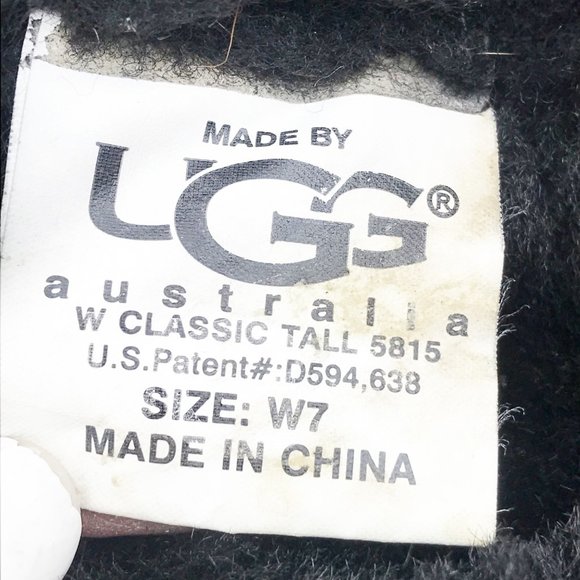 MADE BY
UGG®
australia
W CLASSIC TALL 5815
U.S.Patent#:D594,638
SIZE: W7
MADE IN CHINA